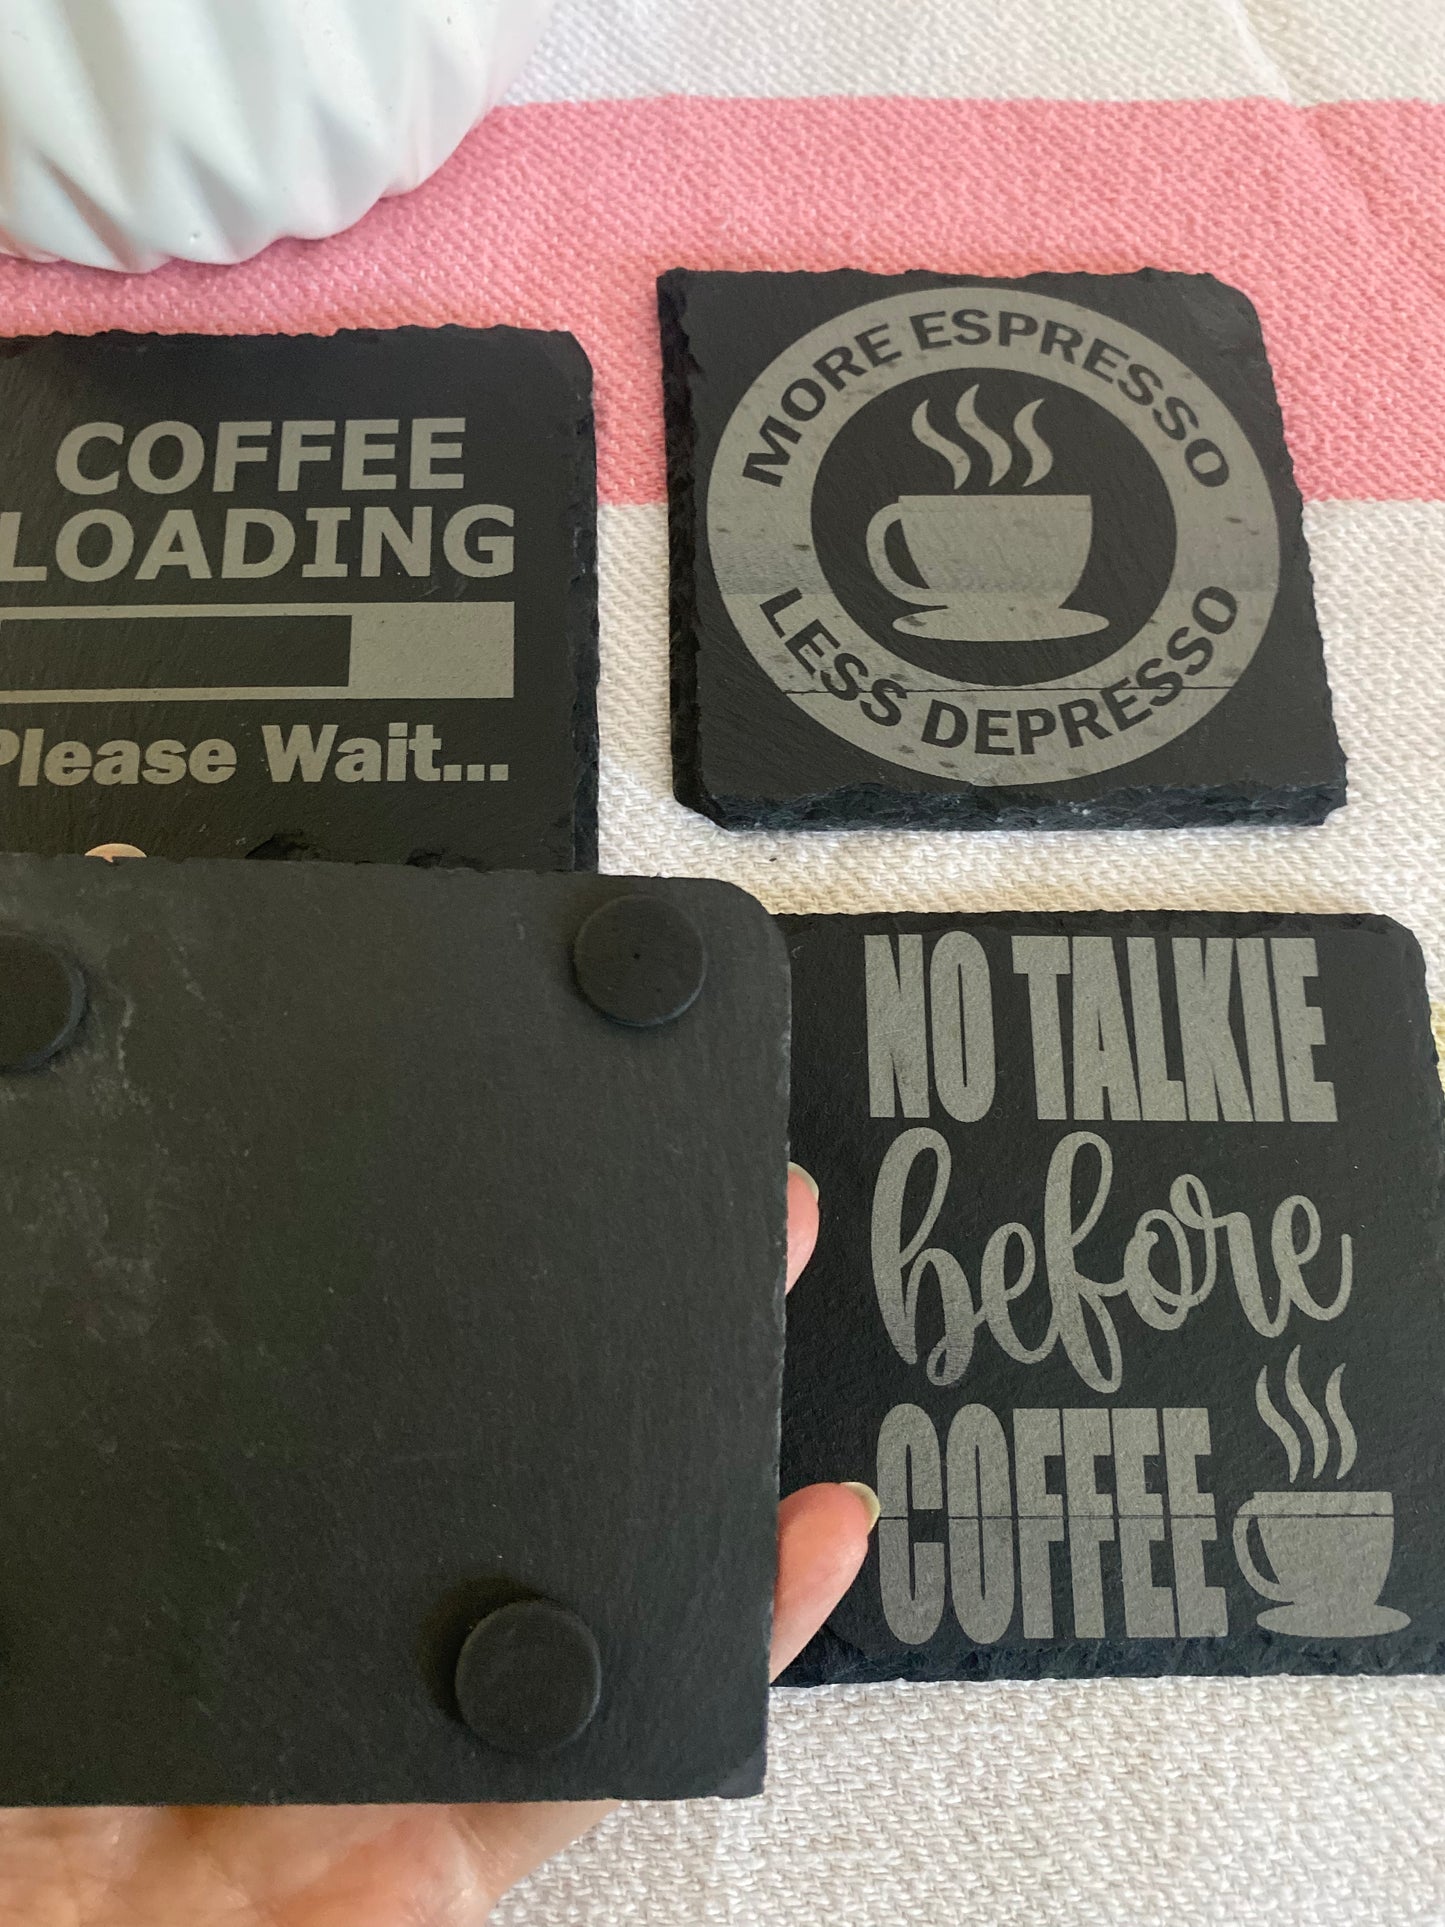 COFFEE
LOADING
Please Wait...
MORE ESPRESSO
LESS DEPRESSO
NO TALKIE
before
COFFEE